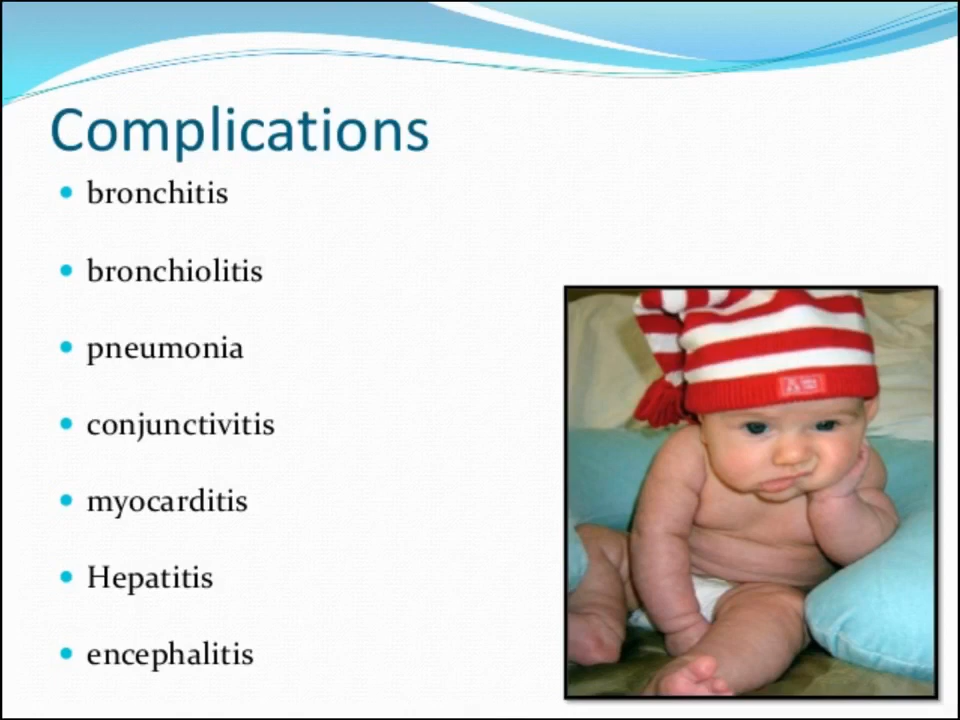 Complications
bronchitis
bronchiolitis
pneumonia
conjunctivitis
myocarditis
Hepatitis
encephalitis